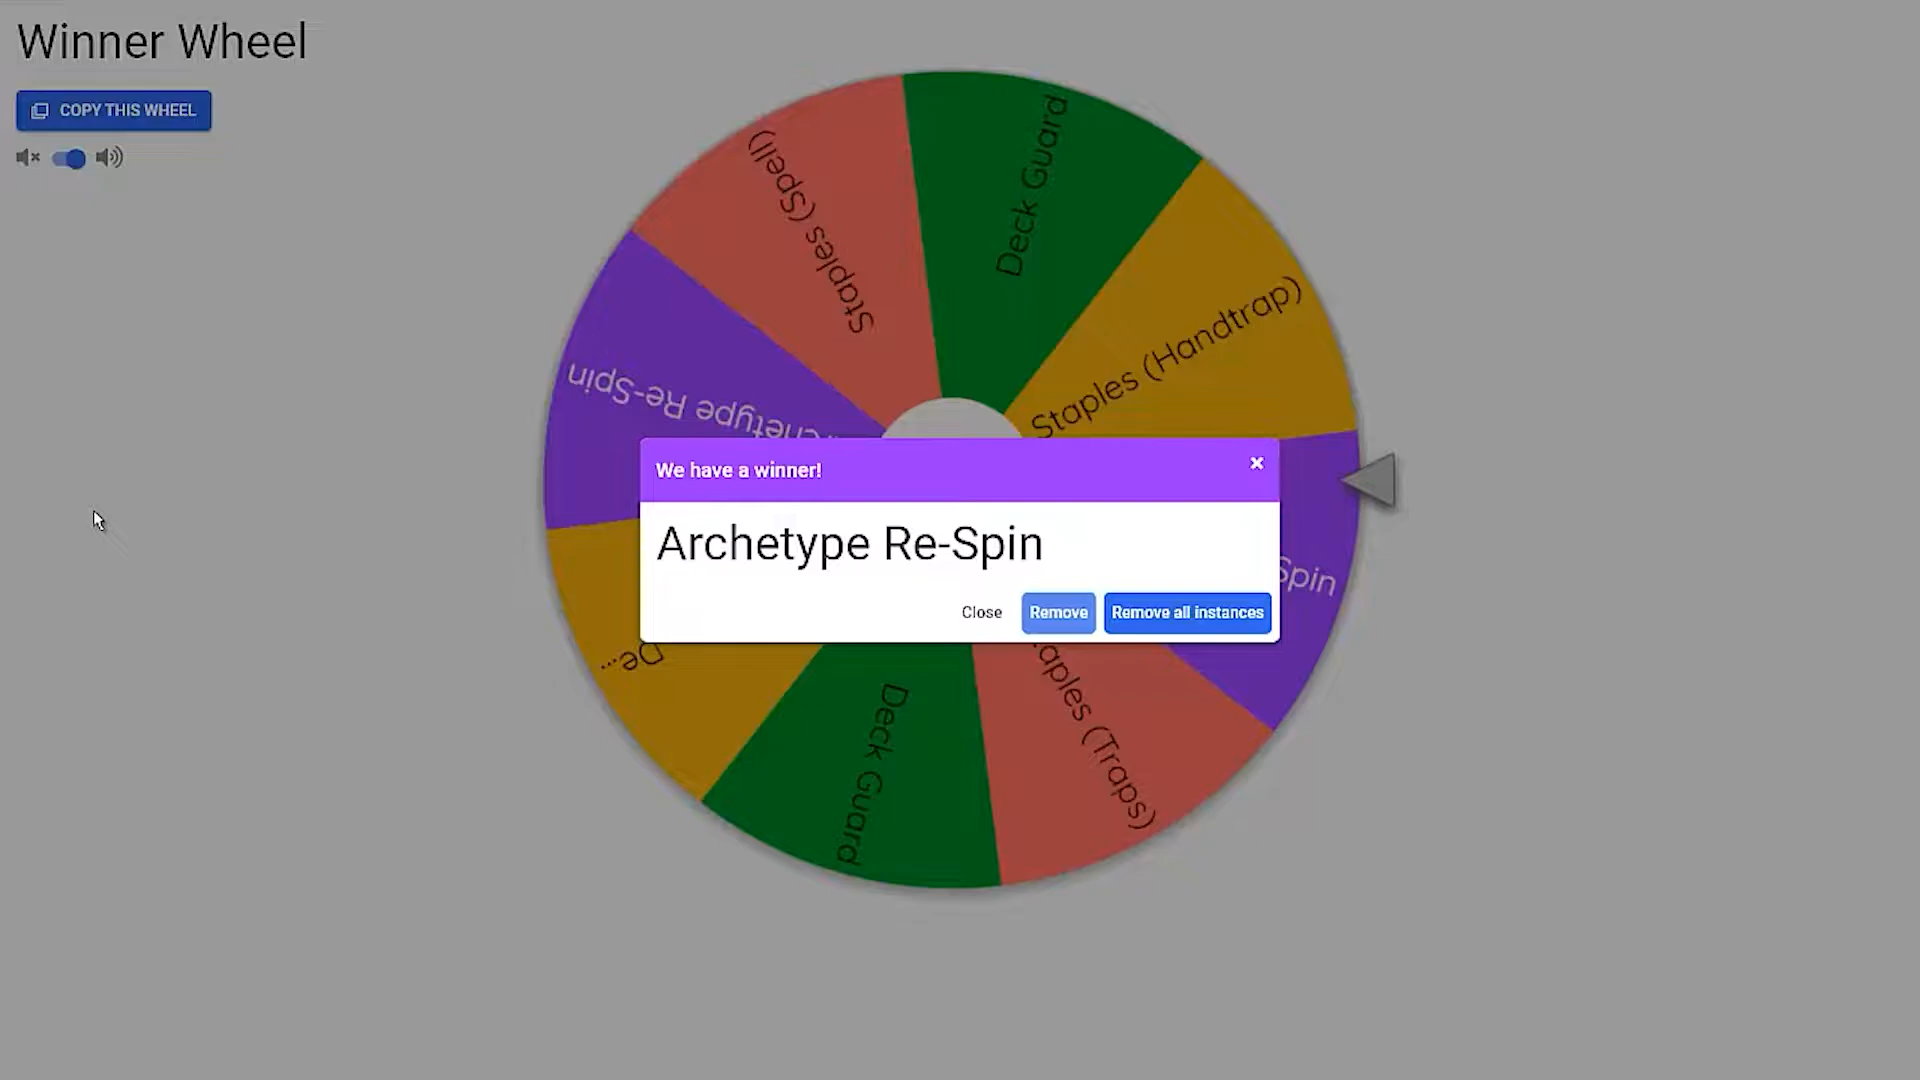 Winner Wheel
COPY THIS WHEEL
Staples (Spell)
Deck Guard
Staples (Handtrap)
Re-Spin
We have a winner!
Archetype Re-Spin
Close
Remove
Remove all instances
Spin
De...
Deck Guard
(Traps)